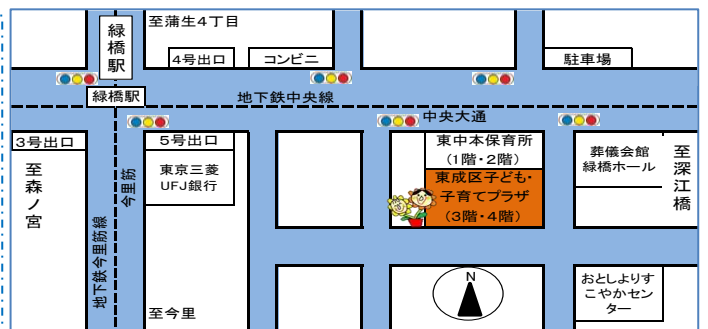 至蒲生4丁目
緑橋駅
4号出口
コンビニ
駐車場
緑橋駅
地下鉄中央線
中央大通
3号出口
5号出口
東中本保育所
(1階・2階)
葬儀会館
緑橋ホール
至深江橋
至森ノ宮
今里筋
東京三菱
UFJ銀行
東成区子ども・
子育てプラザ
(3階・4階)
地下鉄今里筋線
至今里
N
おとしよりす
こやかセン
ター